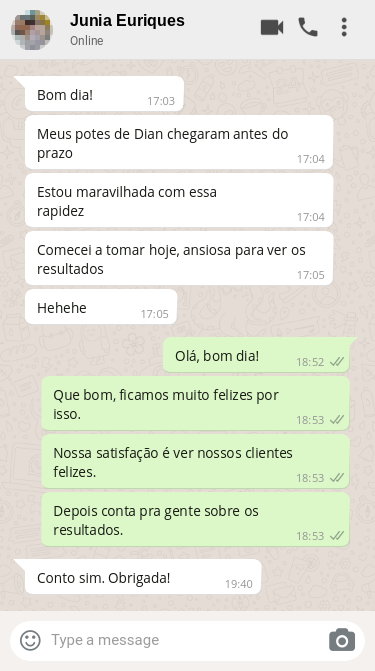 Junia Euriques
Online
Bom dia!
17:03
Meus potes de Dian chegaram antes do
prazo
17:04
Estou maravilhada com essa
rapidez
17:04
Comecei a tomar hoje, ansiosa para ver os
resultados
17:05
Hehehe
17:05
Olá, bom dia!
18:52
Que bom, ficamos muito felizes por
isso.
18:53
Nossa satisfação é ver nossos clientes
felizes.
18:53
Depois conta pra gente sobre os
resultados.
18:53
Conto sim. Obrigada!
19:40
Type a message